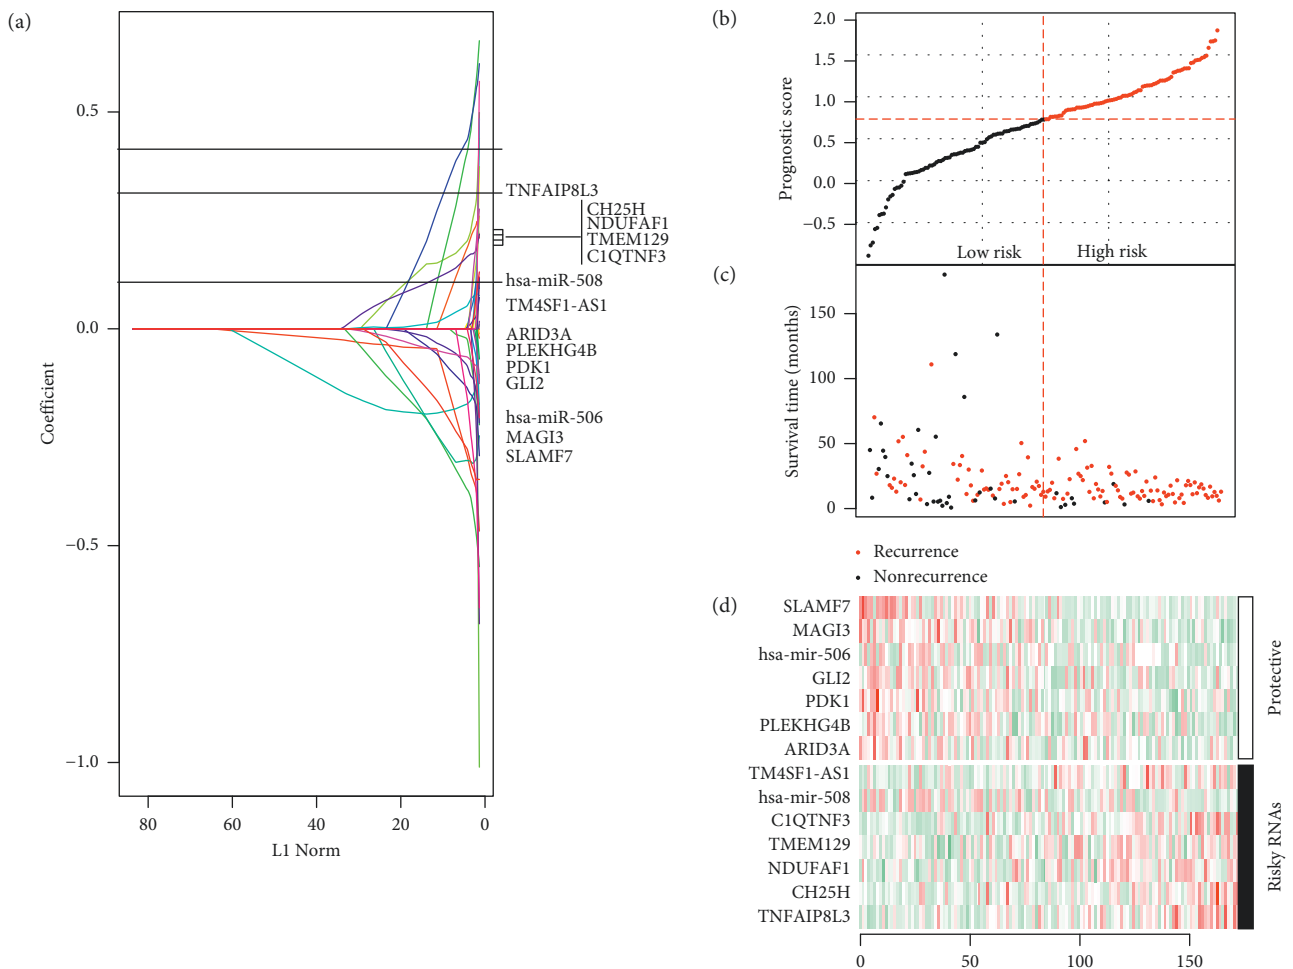 (a)
0.5
0.0
−0.5
−1.0
Coefficient
80 60 40 20 0
L1 Norm
TNFAIP8L3
CH25H
NDUFAF1
TMEM129
C1QTNF3
hsa-miR-508
TM4SF1-AS1
ARID3A
PLEKHG4B
PDK1
GLI2
hsa-miR-506
MAGI3
SLAMF7
(b)
2.0
1.5
1.0
0.5
0.0
−0.5
Prognostic score
Low risk High risk
(c)
150
100
50
0
Survival time (months)
Recurrence
Nonrecurrence
(d)
SLAMF7
MAGI3
hsa-mir-506
GLI2
PDK1
PLEKHG4B
ARID3A
TM4SF1-AS1
hsa-mir-508
C1QTNF3
TMEM129
NDUFAF1
CH25H
TNFAIP8L3
Protective
Risky RNAs
0 50 100 150